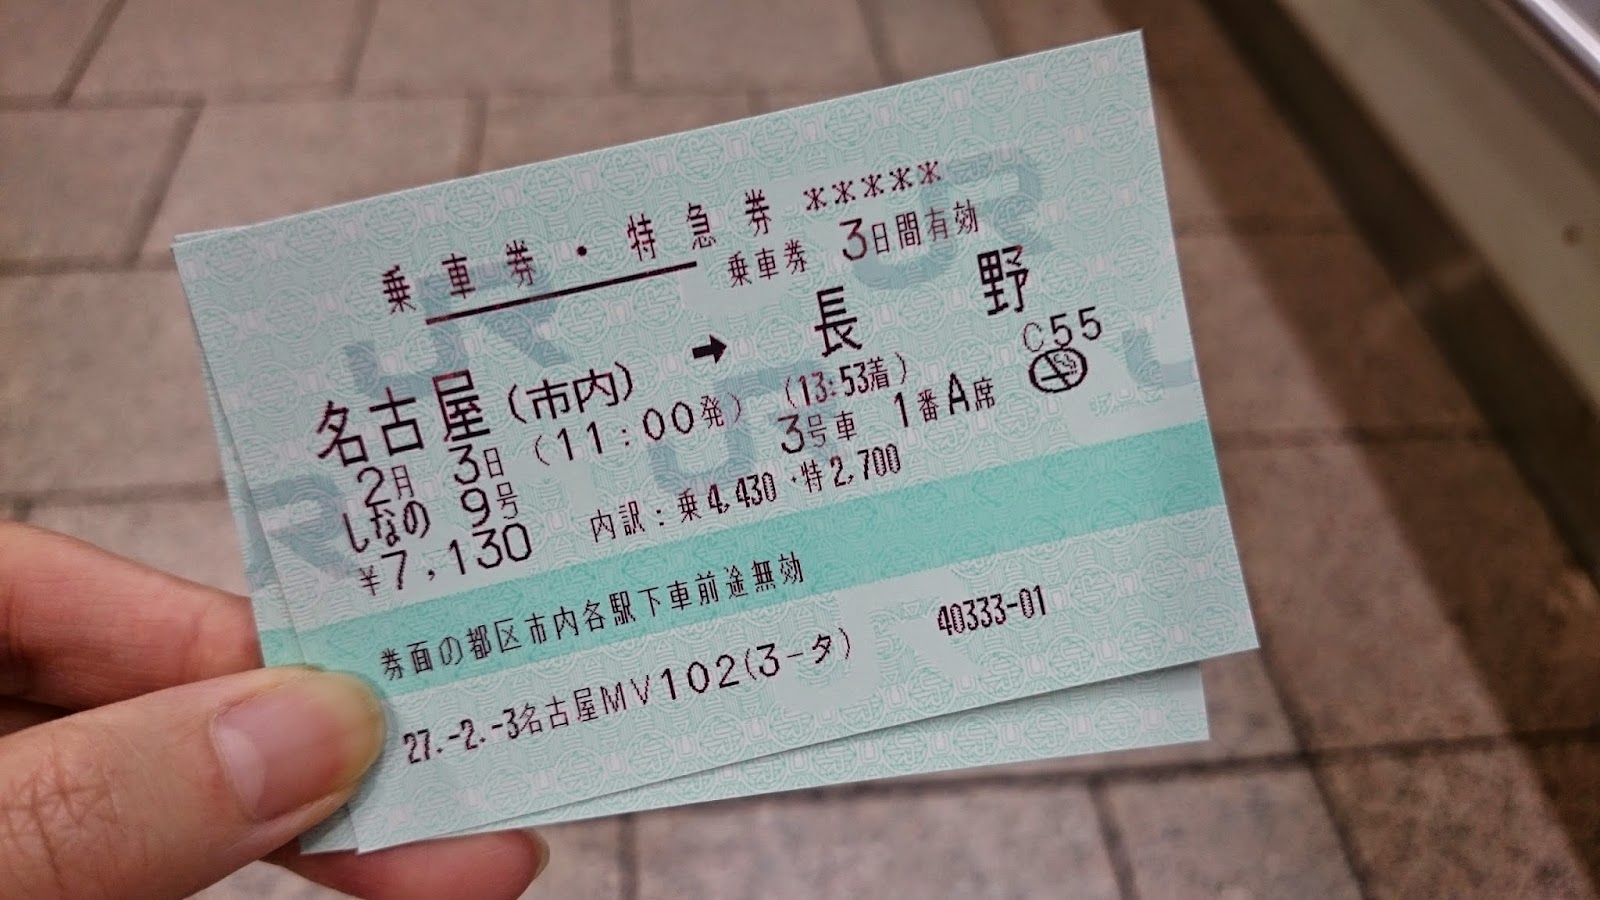 乗車券・特急券 *****
乗車券 3日間有効
名古屋(市内) ➡ 長野
2月 3日 (11:00発) (13:53着) C55
しなの 9号 3号車 1番A席
¥7,130 内訳:乗4,430・特2,700
券面の都区市内各駅下車前途無効
27.-2.-3名古屋MV102(3-タ) 40333-01